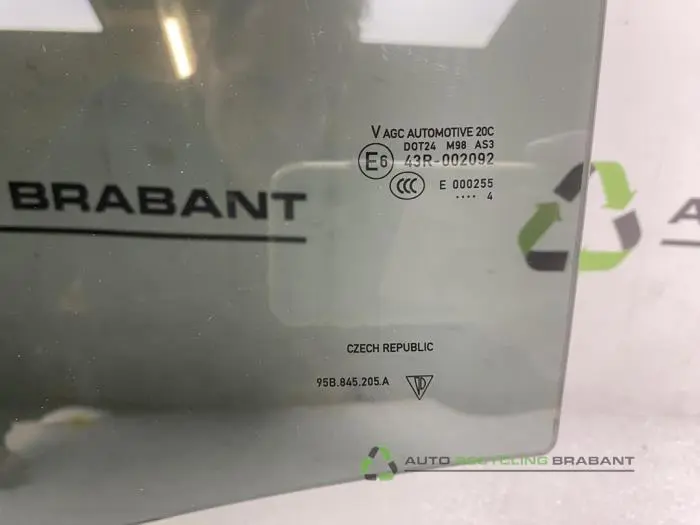 V AGC AUTOMOTIVE 20C
DOT24 M98 AS3
E6 43R-002092
CCC E 000255
.... 4
BRABANT
A
CZECH REPUBLIC
95B.845.205.A
AUTO RECYCLING BRABANT